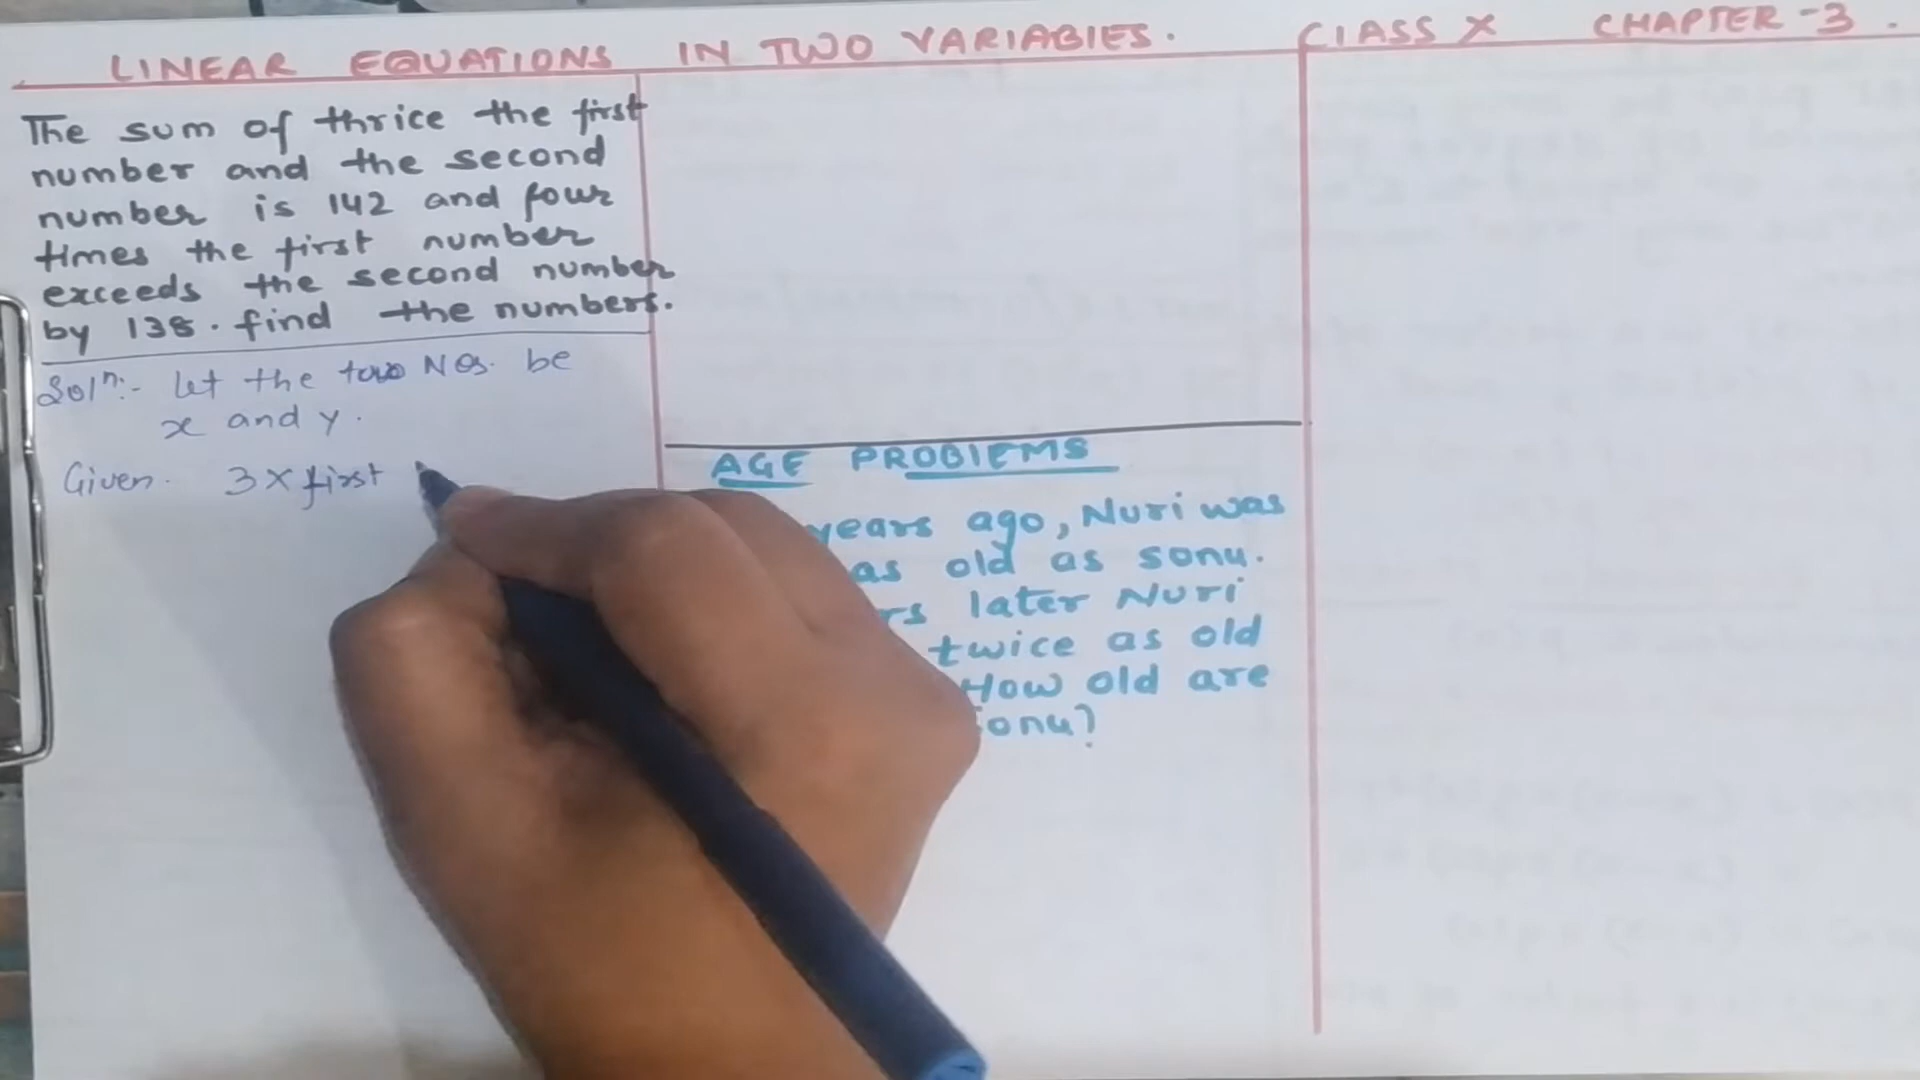 LINEAR EQUATIONS IN TWO VARIABLES. CLASS X CHAPTER-3.
The sum of thrice the first
number and the second
number is 142 and four
times the first number
exceeds the second number
by 138. find the numbers.
Soln:- Let the two NOs. be
x and y.
Given. 3 x first
AGE PROBLEMS
years ago, Nuri was
as old as sonu.
later Nuri
twice as old
How old are